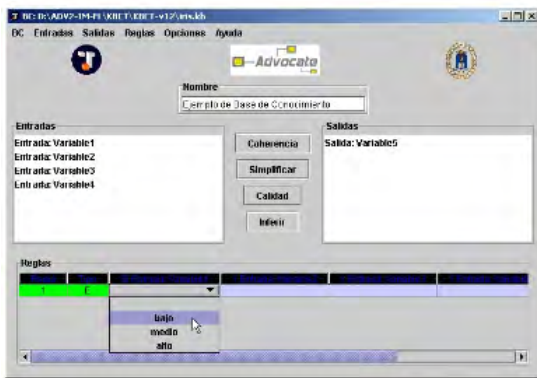 BC: D:\ADV2-IM-PI\KBCT\KBCT-v12\iris.kb
BC Entradas Salidas Reglas Opciones Ayuda
Advocate
Nombre
Ejemplo de Base de Conocimiento
Entradas
Salidas
Entrada: Variable1
Entrada: Variable2
Entrada: Variable3
Entrada: Variable4
Salida: Variable5
Coherencia
Simplificar
Calidad
Inferir
Reglas
1 E
bajo
medio
alto